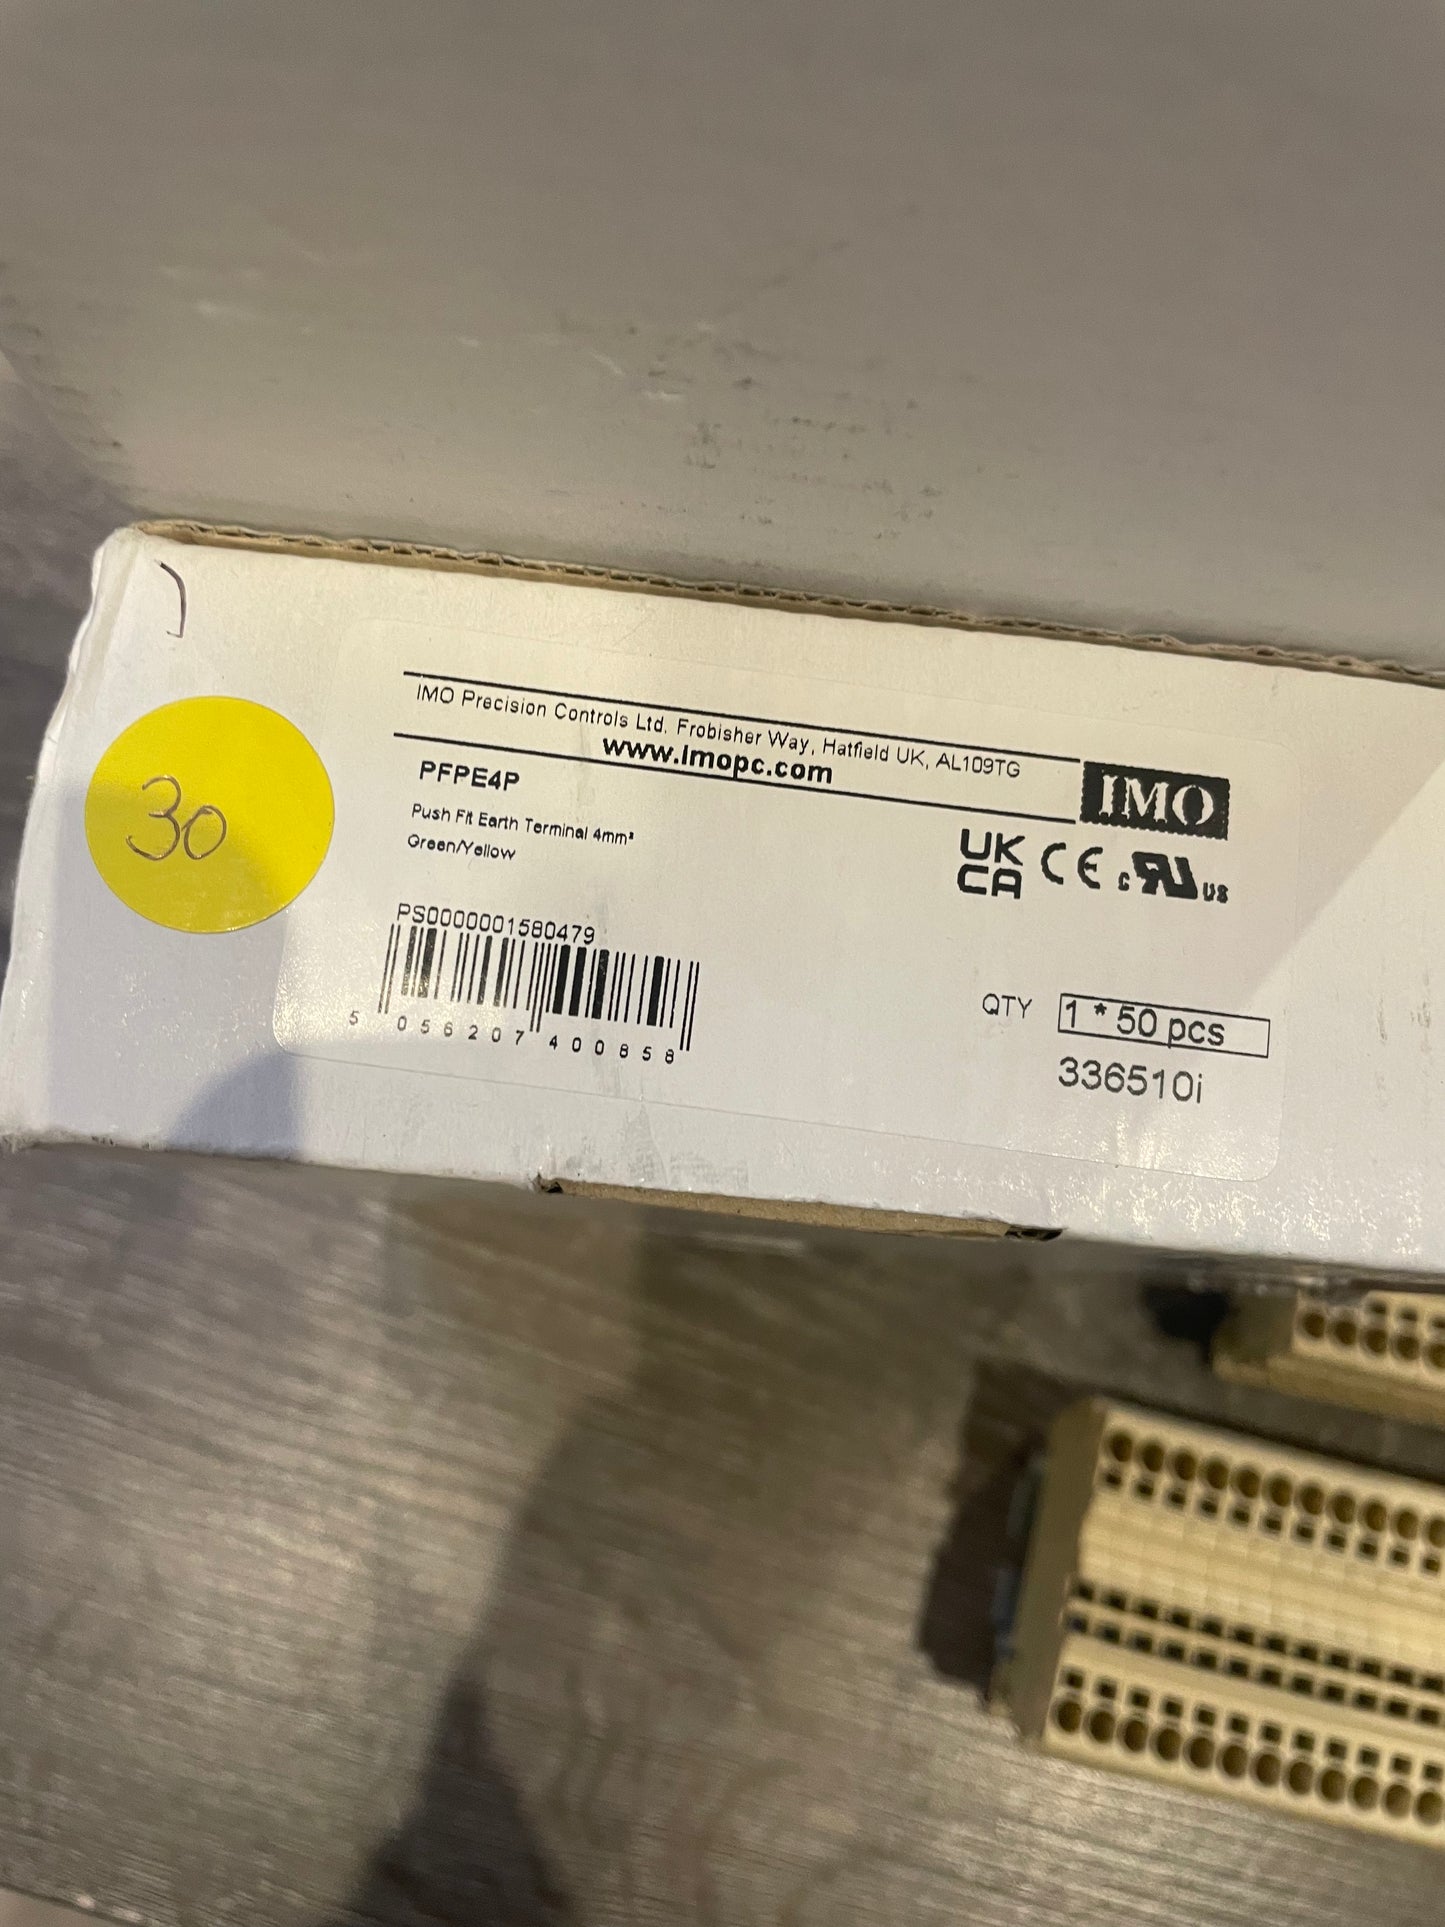 30
IMO Precision Controls Ltd. Frobisher Way, Hatfield UK, AL109TG
www.imopc.com
IMO
PFPE4P
Push Fit Earth Terminal 4mm²
Green/Yellow
UK
CA CE c RU US
PS0000001580479
5 056207 400858
QTY 1 * 50 pcs
336510i